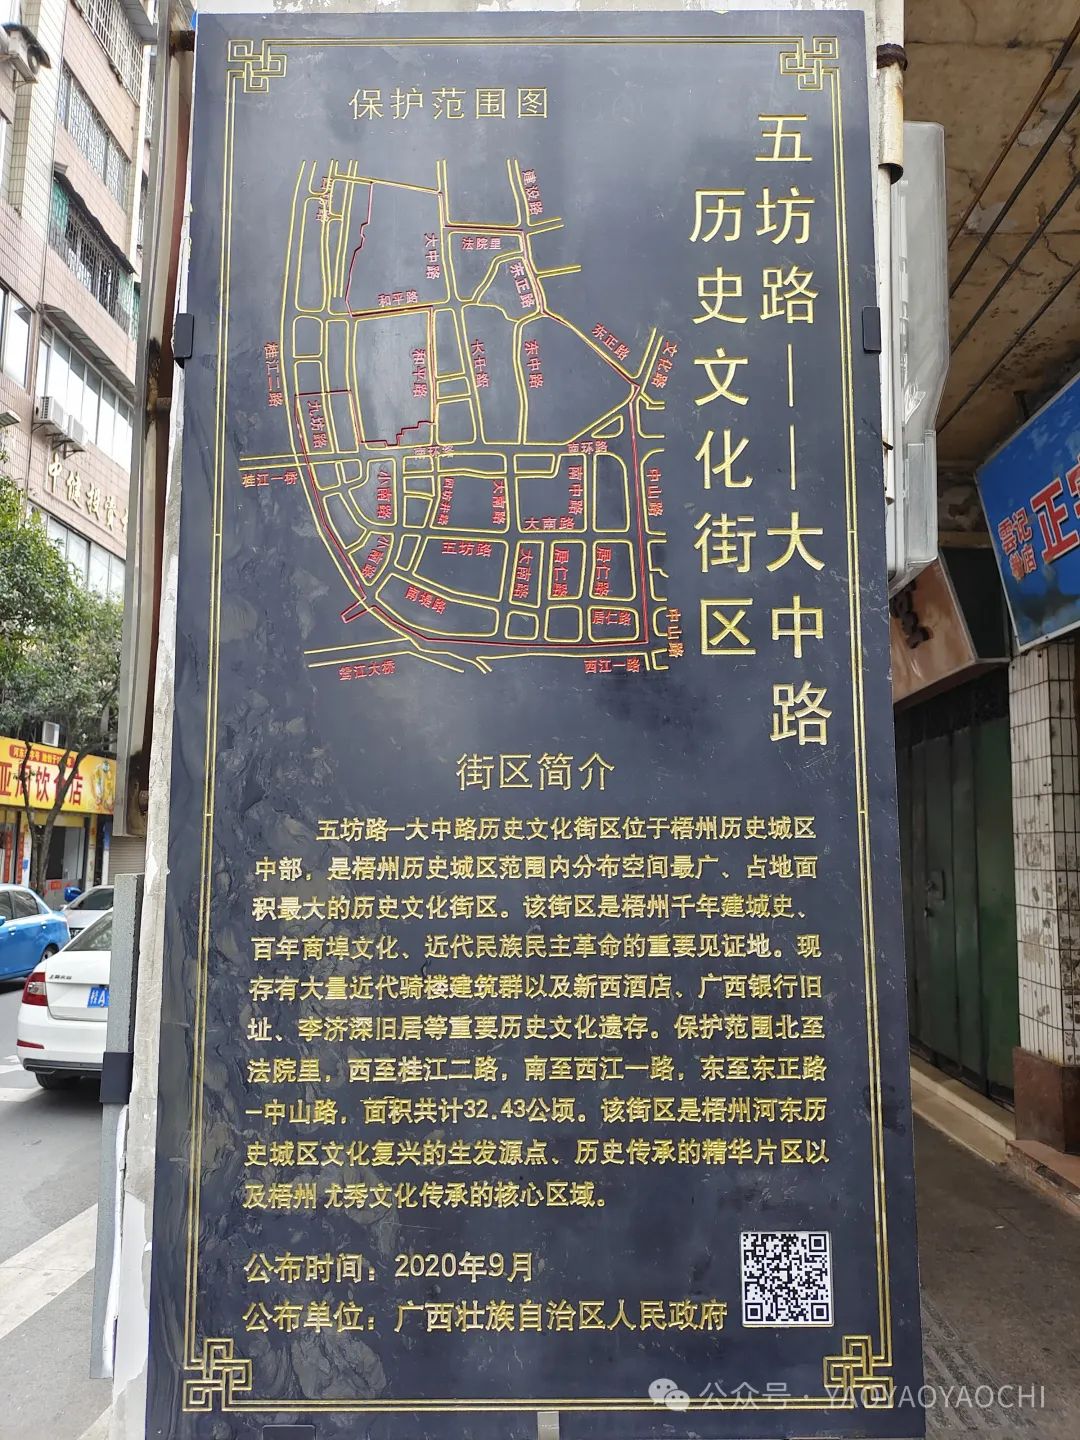 五坊路——大中路
历史文化街区
保护范围图
建设路
法院里
大中路
东正路
和平路
东正路
文化路
桂江二路
和平路
大中路
东中路
九坊路
南环路
南环路
桂江一桥
小南路
四坊井路
大南路
南中路
中山路
大南路
小南路
五坊路
大南路
居仁路
居仁路
南堤路
居仁路
中山路
鸳江大桥
西江一路
街区简介
五坊路-大中路历史文化街区位于梧州历史城区
中部，是梧州历史城区范围内分布空间最广、占地面
积最大的历史文化街区。该街区是梧州千年建城史、
百年商埠文化、近代民族民主革命的重要见证地。现
存有大量近代骑楼建筑群以及新西酒店、广西银行旧
址、李济深旧居等重要历史文化遗存。保护范围北至
法院里，西至桂江二路，南至西江一路，东至东正路
-中山路，面积共计32.43公顷。该街区是梧州河东历
史城区文化复兴的生发源点、历史传承的精华片区以
及梧州尤秀文化传承的核心区域。
公布时间：2020年9月
公布单位：广西壮族自治区人民政府
雲记
正
饮
店
公众号·YAOYAOYAOCHI